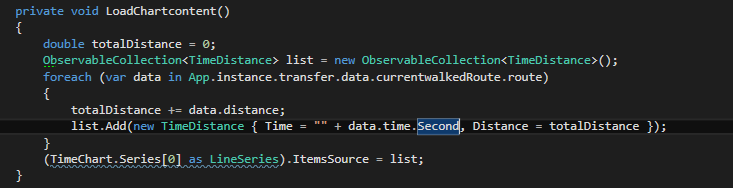 private void LoadChartcontent()
{
double totalDistance = 0;
ObservableCollection<TimeDistance> list = new ObservableCollection<TimeDistance>();
foreach (var data in App.instance.transfer.data.currentwalkedRoute.route)
{
totalDistance += data.distance;
list.Add(new TimeDistance { Time = "" + data.time.Second, Distance = totalDistance });
}
(TimeChart.Series[0] as LineSeries).ItemsSource = list;
}